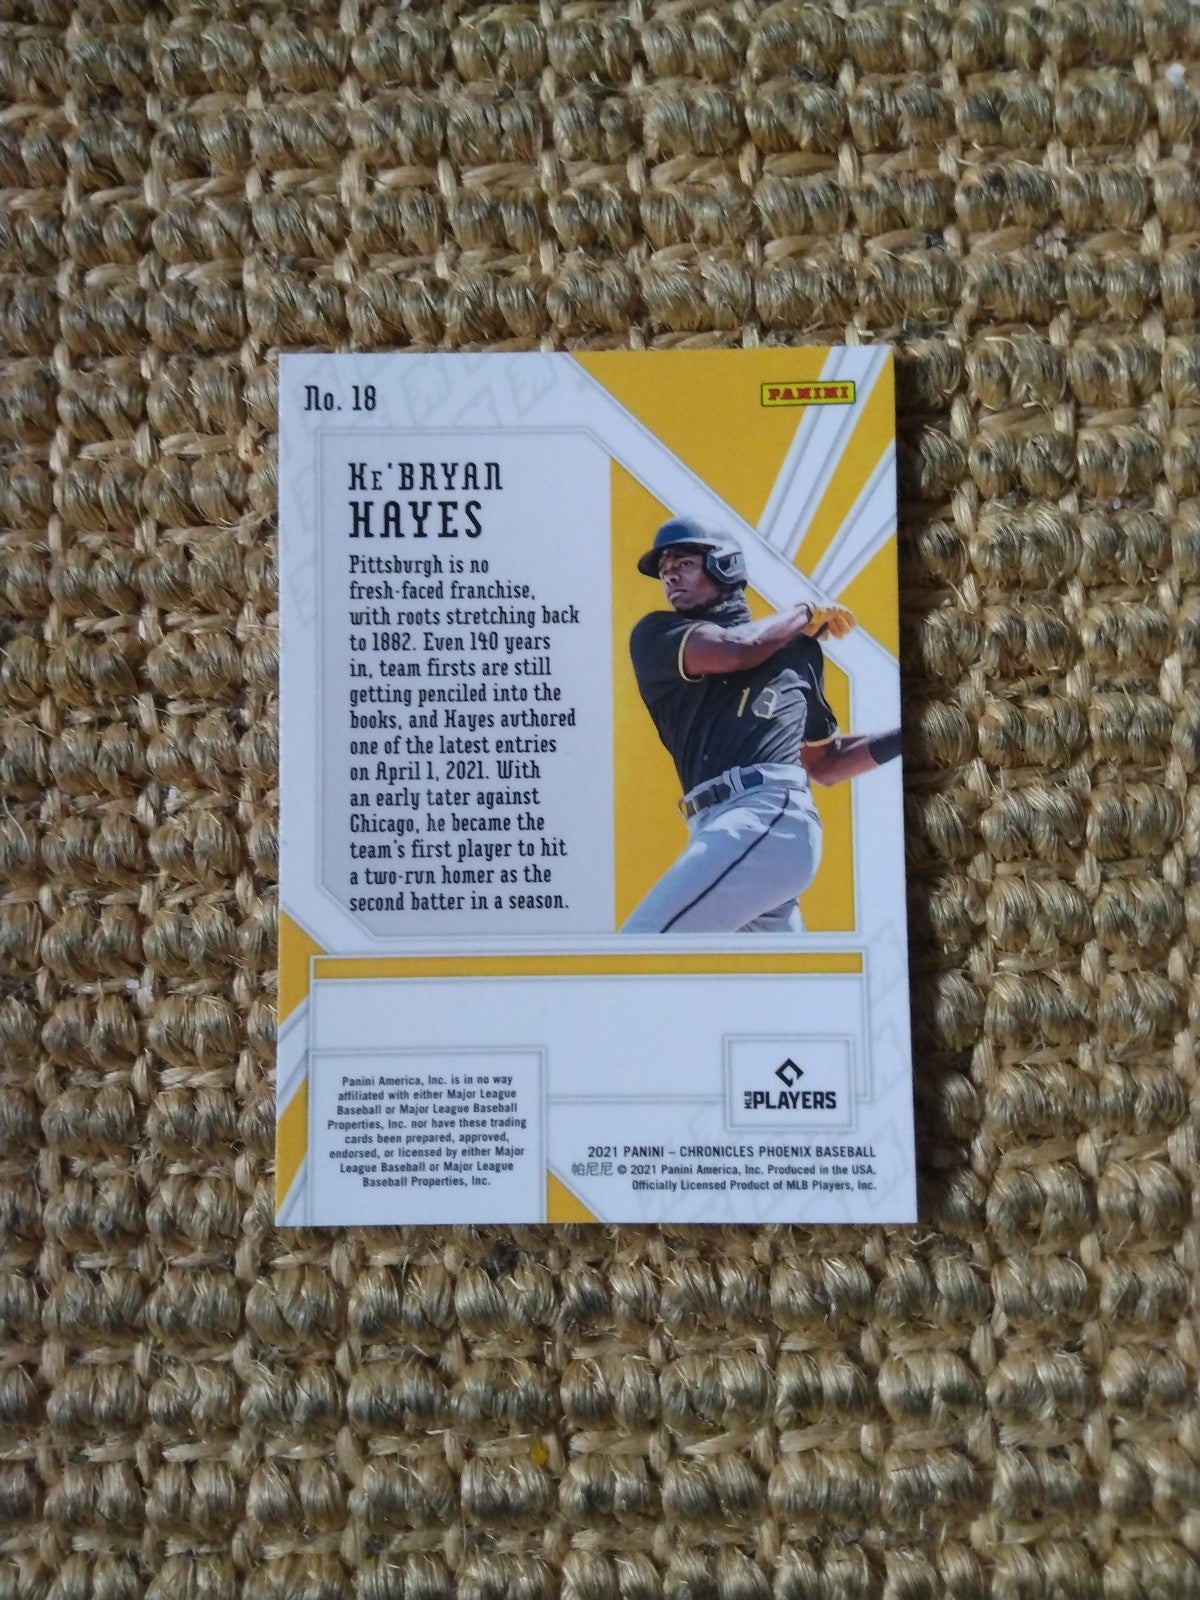 No. 18
PANINI
KE'BRYAN
HAYES
Pittsburgh is no
fresh-faced franchise,
with roots stretching back
to 1882. Even 140 years
in, team firsts are still
getting penciled into the
books, and Hayes authored
one of the latest entries
on April 1, 2021. With
an early tater against
Chicago, he became the
team's first player to hit
a two-run homer as the
second batter in a season.
13
Panini America, Inc. is in no way
affiliated with either Major League
Baseball or Major League Baseball
Properties, Inc. nor have these trading
cards been prepared, approved,
endorsed, or licensed by either Major
League Baseball or Major League
Baseball Properties, Inc.
MLB PLAYERS
2021 PANINI – CHRONICLES PHOENIX BASEBALL
帕尼尼 © 2021 Panini America, Inc. Produced in the USA.
Officially Licensed Product of MLB Players, Inc.